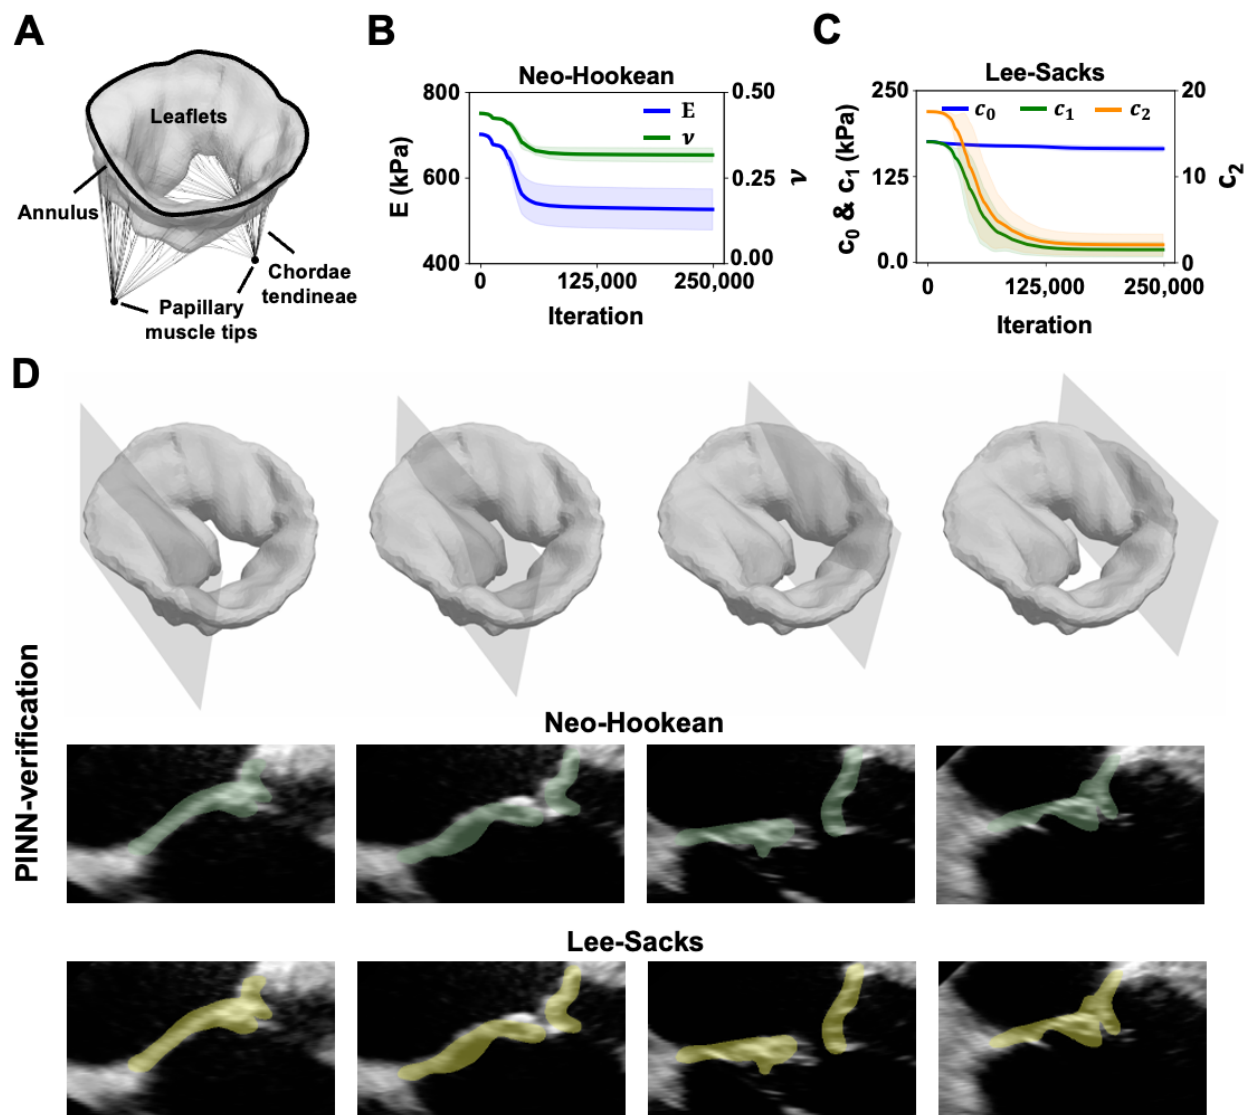 A
Leaflets
Annulus
Chordae
tendineae
Papillary
muscle tips
B
Neo-Hookean
800
600
400
E (kPa)
E
ν
0.50
0.25
0.00
ν
0
125,000
250,000
Iteration
C
Lee-Sacks
250
125
0.0
c₀ & c₁ (kPa)
c₀
c₁
c₂
20
10
0
c₂
0
125,000
250,000
Iteration
D
PINN-verification
Neo-Hookean
Lee-Sacks